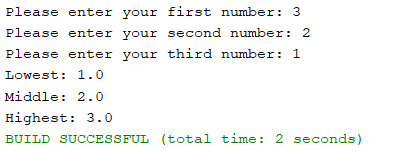 Please enter your first number: 3
Please enter your second number: 2
Please enter your third number: 1
Lowest: 1.0
Middle: 2.0
Highest: 3.0
BUILD SUCCESSFUL (total time: 2 seconds)